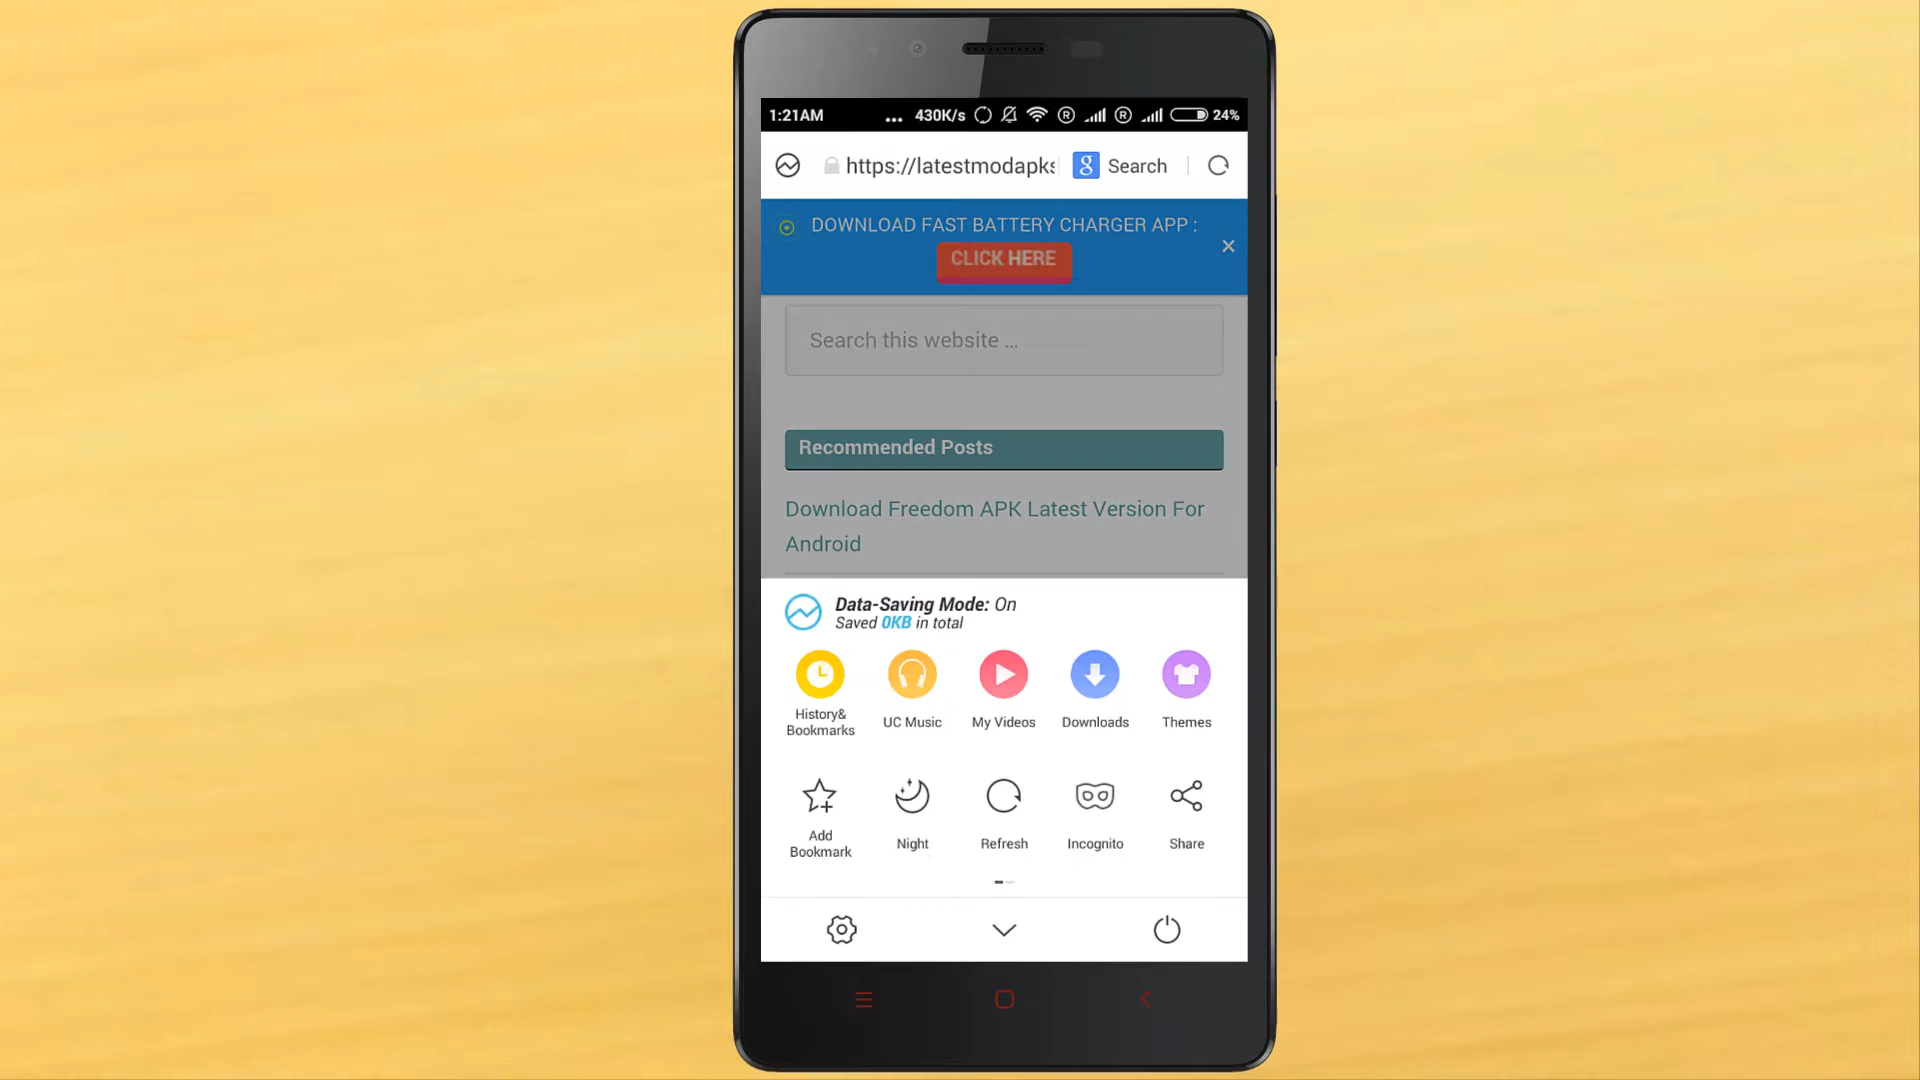 1:21AM ... 430K/s R R 24%
https://latestmodapks g Search
DOWNLOAD FAST BATTERY CHARGER APP :
CLICK HERE
Search this website ...
Recommended Posts
Download Freedom APK Latest Version For
Android
Data-Saving Mode: On
Saved 0KB in total
History&
Bookmarks
UC Music
My Videos
Downloads
Themes
Add
Bookmark
Night
Refresh
Incognito
Share